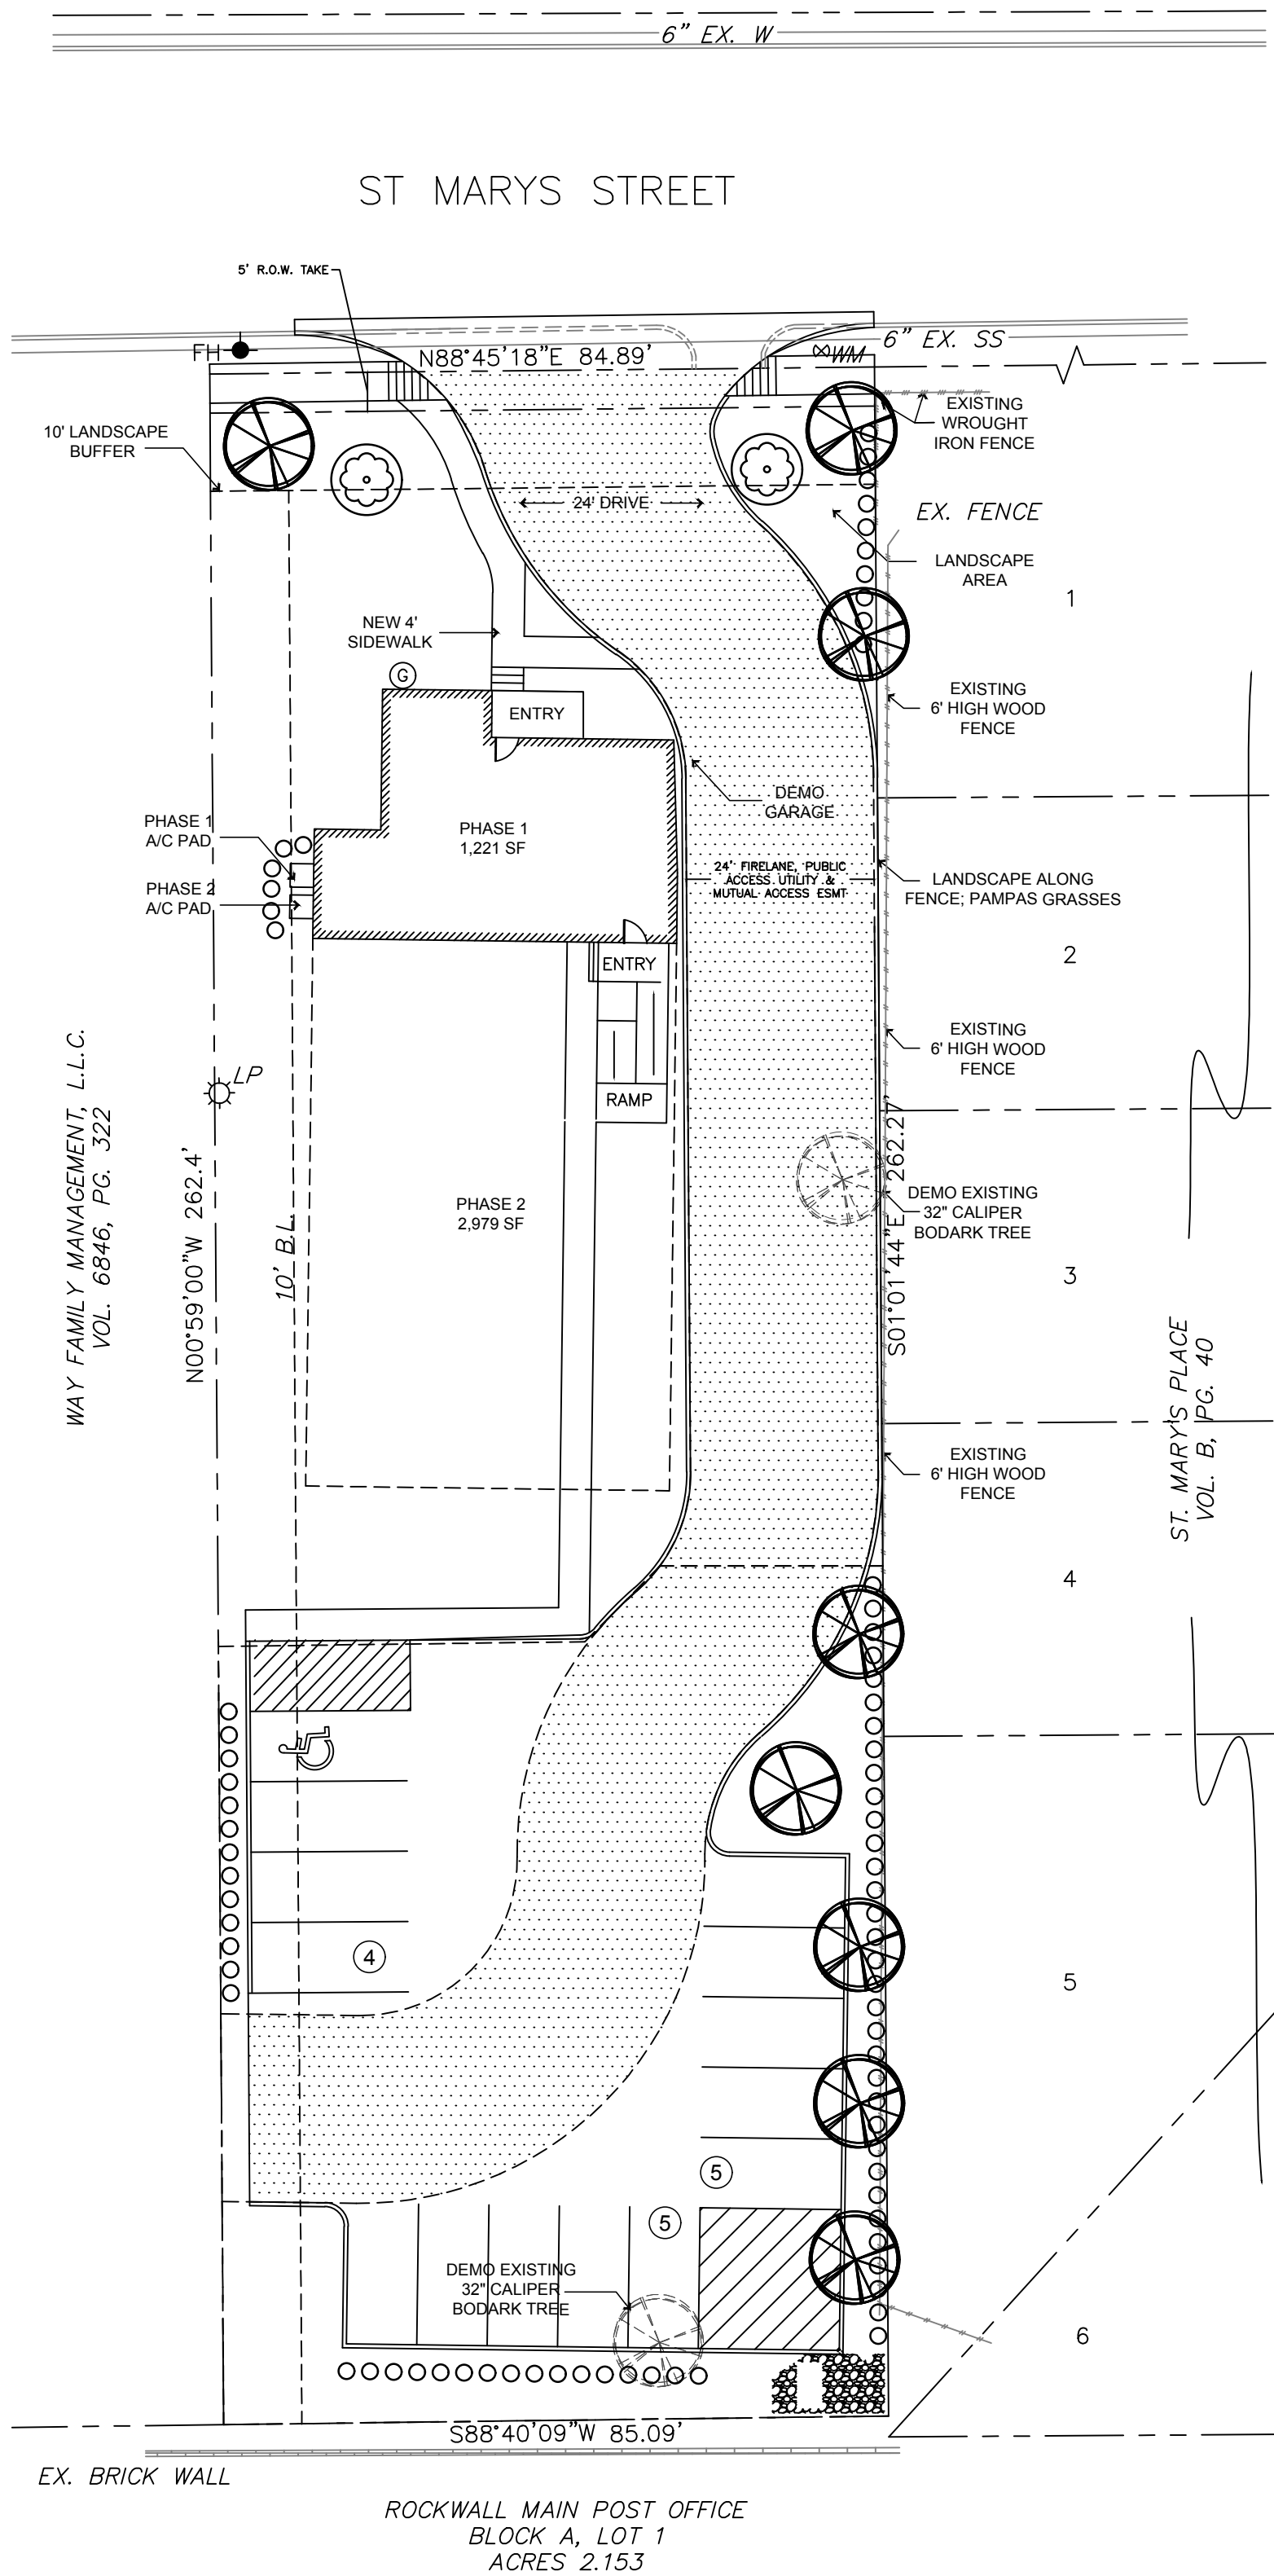 6” EX. W
ST MARYS STREET
5' R.O.W. TAKE
FH
N88°45'18”E 84.89'
WM
6” EX. SS
10' LANDSCAPE
BUFFER
EXISTING
WROUGHT
IRON FENCE
24' DRIVE
EX. FENCE
LANDSCAPE
AREA
1
NEW 4'
SIDEWALK
G
EXISTING
6' HIGH WOOD
FENCE
ENTRY
DEMO
GARAGE
PHASE 1
A/C PAD
PHASE 1
1,221 SF
PHASE 2
A/C PAD
24' FIRELANE, PUBLIC
ACCESS UTILITY &
MUTUAL ACCESS ESMT
LANDSCAPE ALONG
FENCE; PAMPAS GRASSES
2
ENTRY
EXISTING
6' HIGH WOOD
FENCE
LP
RAMP
WAY FAMILY MANAGEMENT, L.L.C.
VOL. 6846, PG. 322
N00°59'00”W 262.4'
10' B.L.
PHASE 2
2,979 SF
S01°01'44”E 262.27'
DEMO EXISTING
32" CALIPER
BODARK TREE
3
ST. MARY'S PLACE
VOL. B, PG. 40
EXISTING
6' HIGH WOOD
FENCE
4
4
5
5
5
DEMO EXISTING
32" CALIPER
BODARK TREE
6
S88°40'09”W 85.09'
EX. BRICK WALL
ROCKWALL MAIN POST OFFICE
BLOCK A, LOT 1
ACRES 2.153